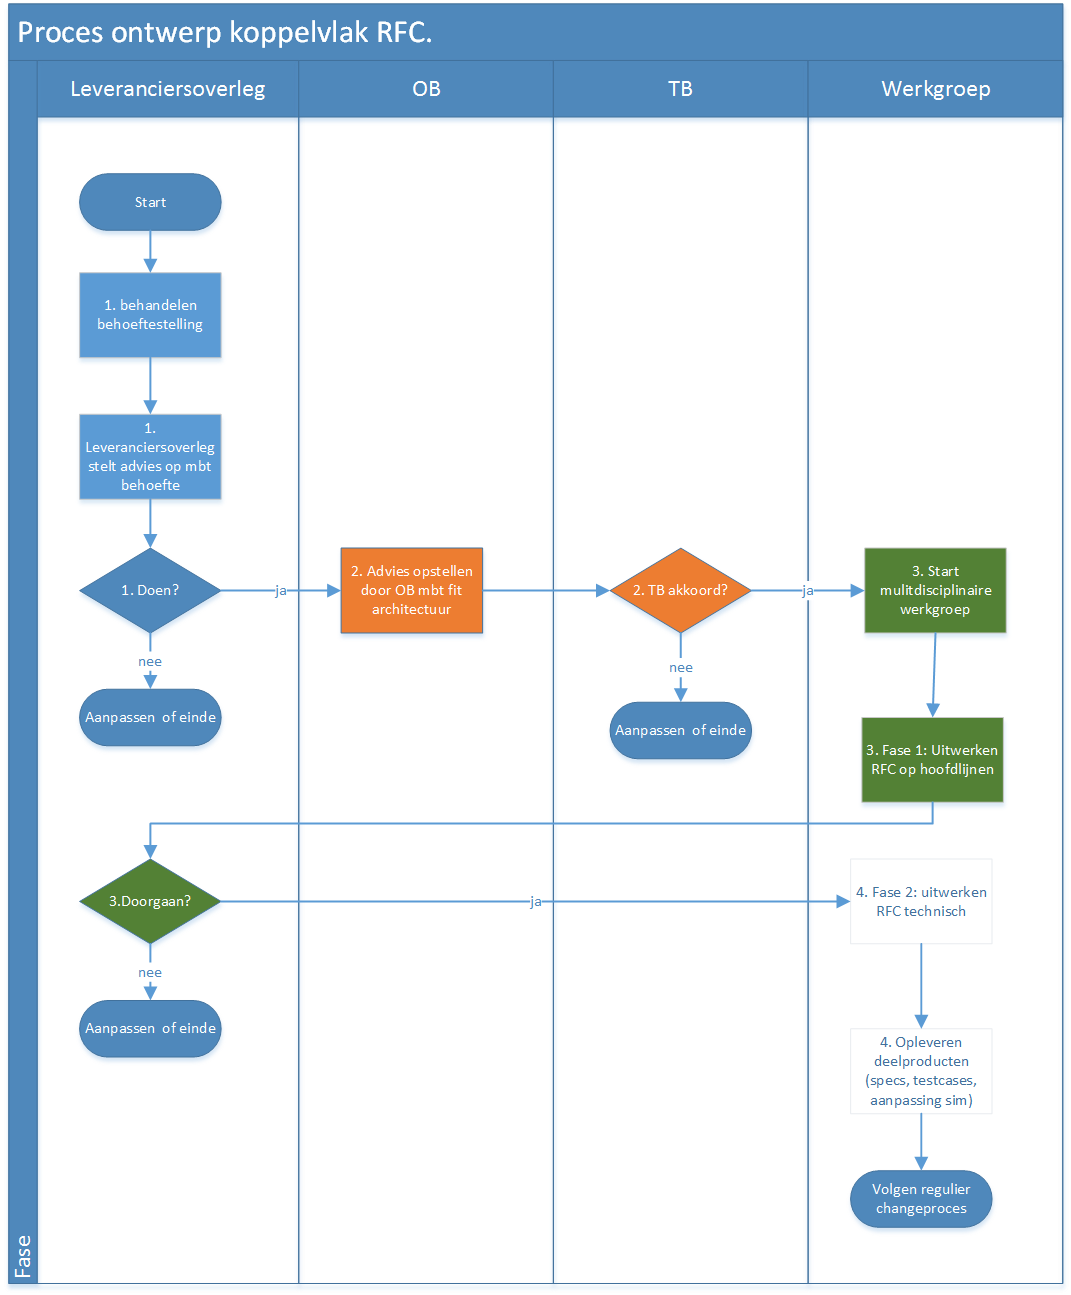 Proces ontwerp koppelvlak RFC.
Leveranciersoverleg
OB
TB
Werkgroep
Start
1. behandelen
behoeftestelling
1.
Leveranciersoverleg
stelt advies op mbt
behoefte
1. Doen?
ja
2. Advies opstellen
door OB mbt fit
architectuur
2. TB akkoord?
ja
3. Start
mulitdisciplinaire
werkgroep
nee
nee
Aanpassen of einde
Aanpassen of einde
3. Fase 1: Uitwerken
RFC op hoofdlijnen
3.Doorgaan?
ja
4. Fase 2: uitwerken
RFC technisch
nee
Aanpassen of einde
4. Opleveren
deelproducten
(specs, testcases,
aanpassing sim)
Volgen regulier
changeproces
Fase